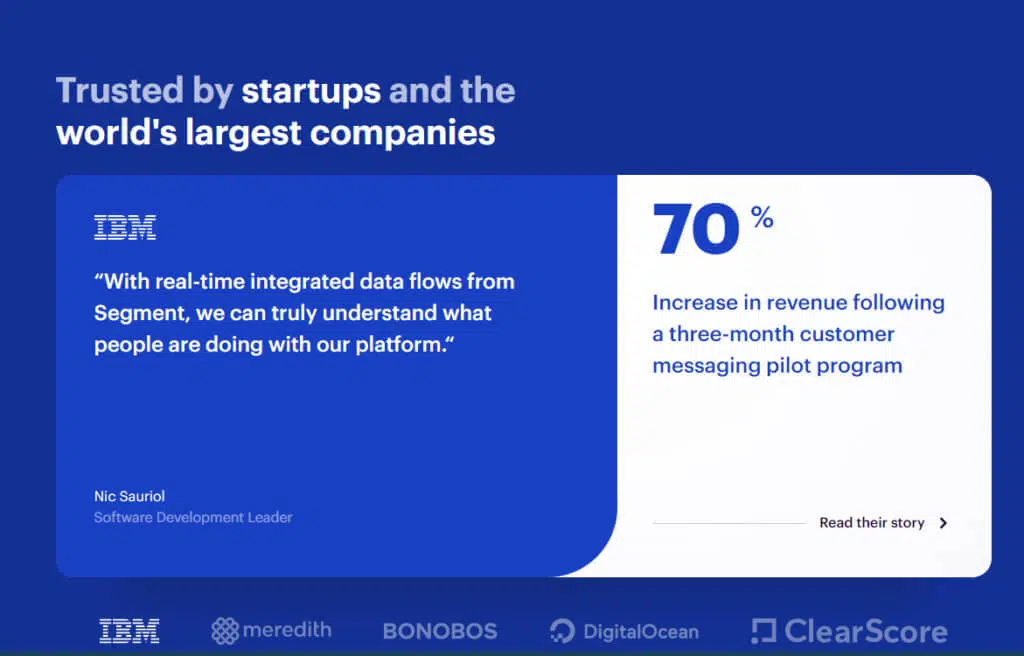 Trusted by startups and the
world's largest companies
IBM
“With real-time integrated data flows from
Segment, we can truly understand what
people are doing with our platform.“
Nic Sauriol
Software Development Leader
70 %
Increase in revenue following
a three-month customer
messaging pilot program
Read their story
IBM meredith BONOBOS DigitalOcean ClearScore